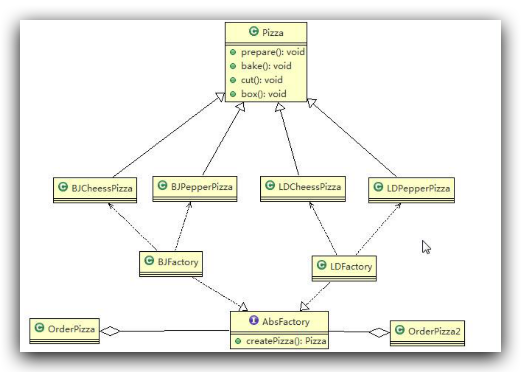 C Pizza
prepare(): void
bake(): void
cut(): void
box(): void
C BJCheessPizza
C BJPepperPizza
C LDCheessPizza
C LDPepperPizza
C BJFactory
C LDFactory
C OrderPizza
I AbsFactory
createPizza(): Pizza
C OrderPizza2